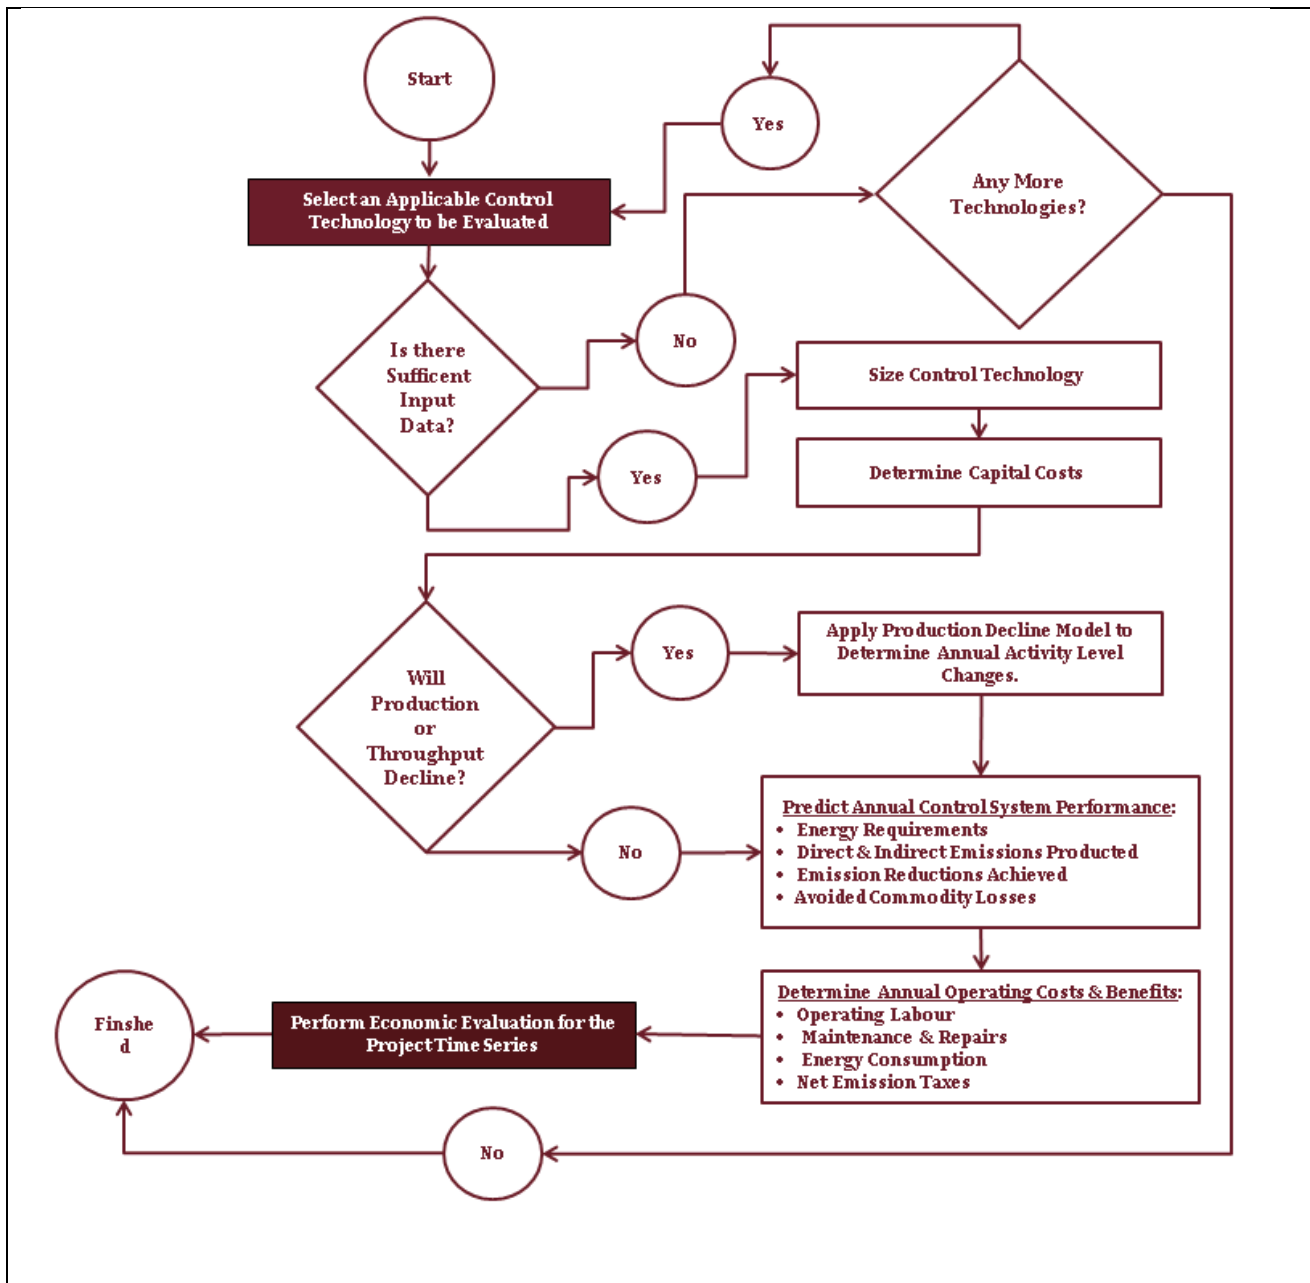 Start
Yes
Any More
Technologies?
Select an Applicable Control
Technology to be Evaluated
No
Is there
Sufficent
Input
Data?
Size Control Technology
Yes
Determine Capital Costs
Yes
Apply Production Decline Model to
Determine Annual Activity Level
Changes.
Will
Production
or
Throughput
Decline?
No
Predict Annual Control System Performance:
• Energy Requirements
• Direct & Indirect Emissions Producted
• Emission Reductions Achieved
• Avoided Commodity Losses
Determine Annual Operating Costs & Benefits:
• Operating Labour
• Maintenance & Repairs
• Energy Consumption
• Net Emission Taxes
Perform Economic Evaluation for the
Project Time Series
Finshe
d
No